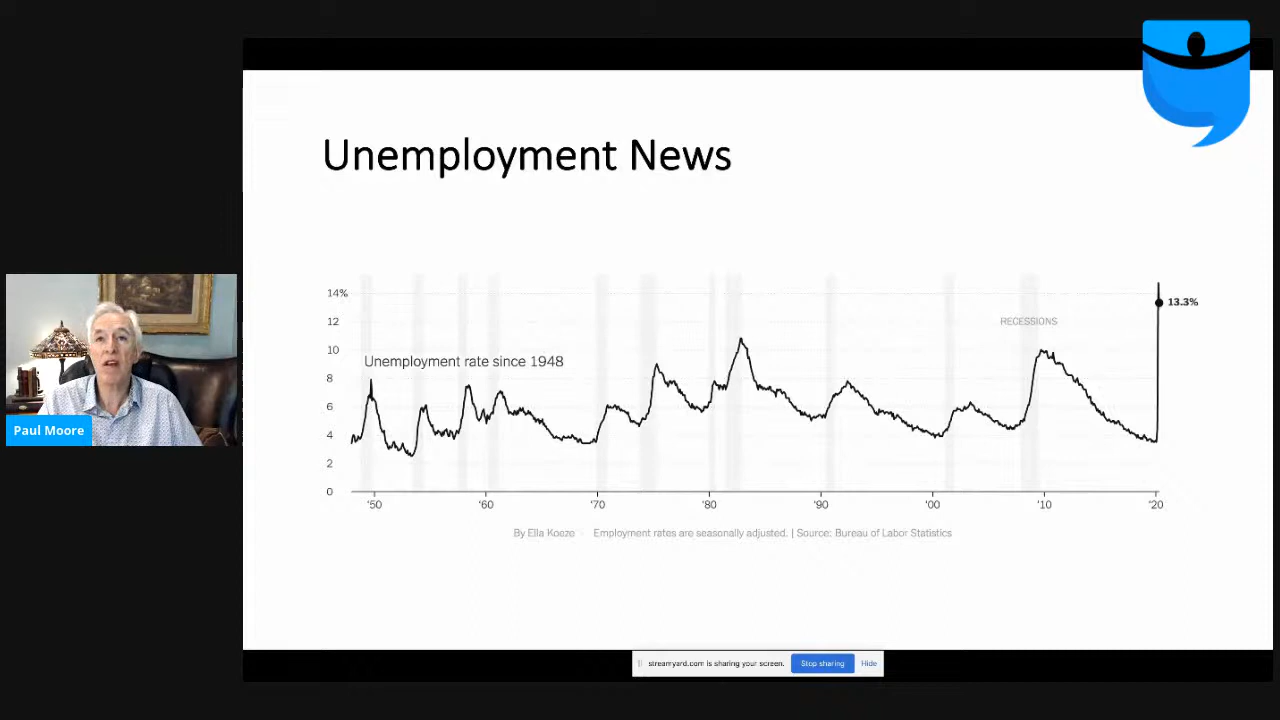 Unemployment News
14%
12
RECESSIONS
13.3%
10
Unemployment rate since 1948
8
6
4
2
0
'50 '60 '70 '80 '90 '00 '10 '20
By Ella Koeze Employment rates are seasonally adjusted. | Source: Bureau of Labor Statistics
Paul Moore
streamyard.com is sharing your screen. Stop sharing Hide